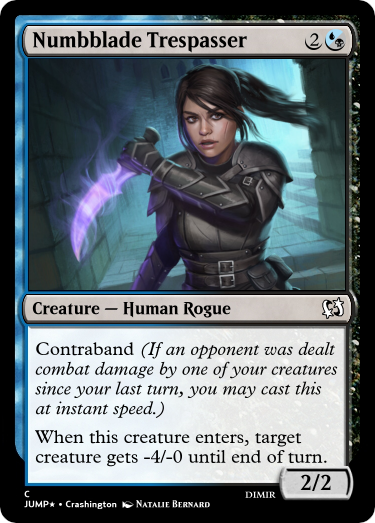 Numbblade Trespasser 2
Creature — Human Rogue
Contraband (If an opponent was dealt
combat damage by one of your creatures
since your last turn, you may cast this
at instant speed.)
When this creature enters, target
creature gets -4/-0 until end of turn.
2/2
C DIMIR
JUMP★ • Crashington NATALIE BERNARD